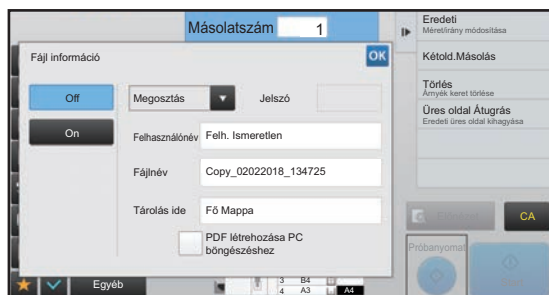 Másolatszám 1
Fájl információ
OK
Off
On
Megosztás
Jelszó
Felhasználónév
Felh. Ismeretlen
Fájlnév
Copy_02022018_134725
Tárolás ide
Fő Mappa
PDF létrehozása PC
böngészéshez
Egyéb
3 B4
4 A3
A4
Eredeti
Méret/irány módosítása
Kétold.Másolás
Törlés
Árnyék keret törlése
Üres oldal Átugrás
Eredeti üres oldal kihagyása
CA
Próbanyomat